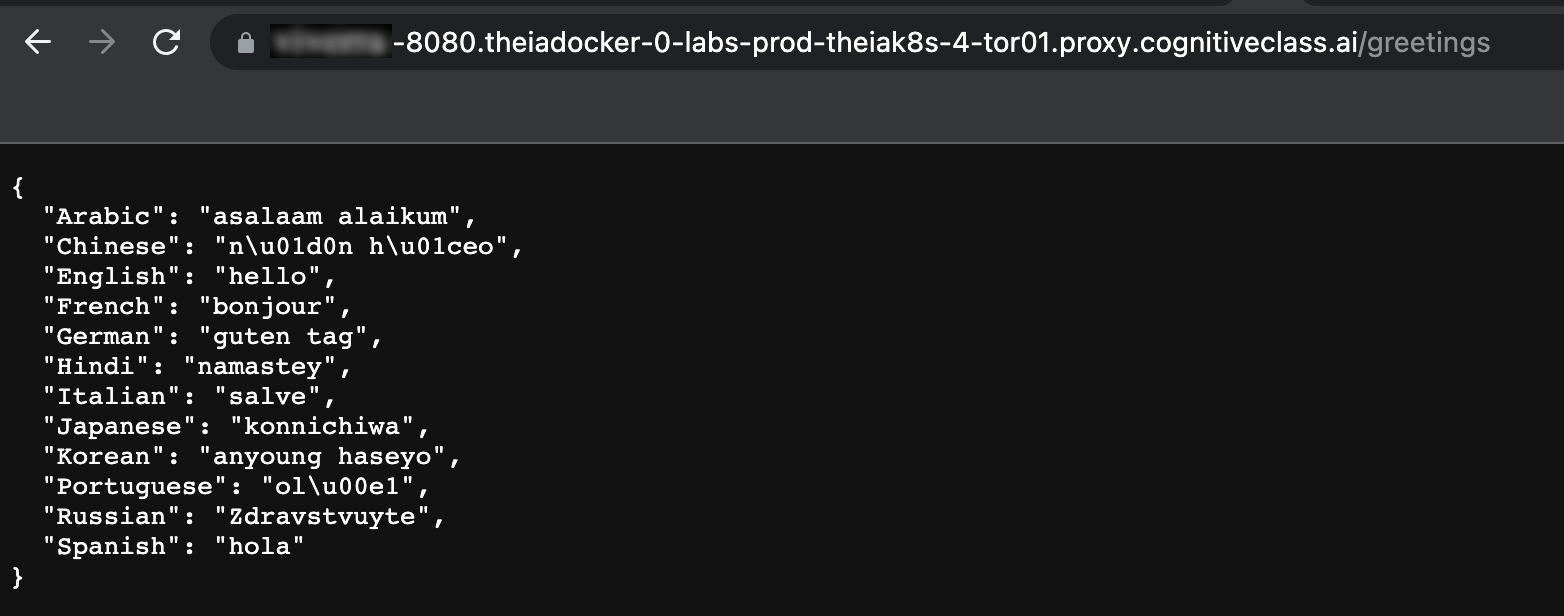 -8080.theiadocker-0-labs-prod-theiak8s-4-tor01.proxy.cognitiveclass.ai/greetings
{
  "Arabic": "asalaam alaikum",
  "Chinese": "n\u01d0n h\u01ceo",
  "English": "hello",
  "French": "bonjour",
  "German": "guten tag",
  "Hindi": "namastey",
  "Italian": "salve",
  "Japanese": "konnichiwa",
  "Korean": "anyoung haseyo",
  "Portuguese": "ol\u00e1",
  "Russian": "Zdravstvuyte",
  "Spanish": "hola"
}